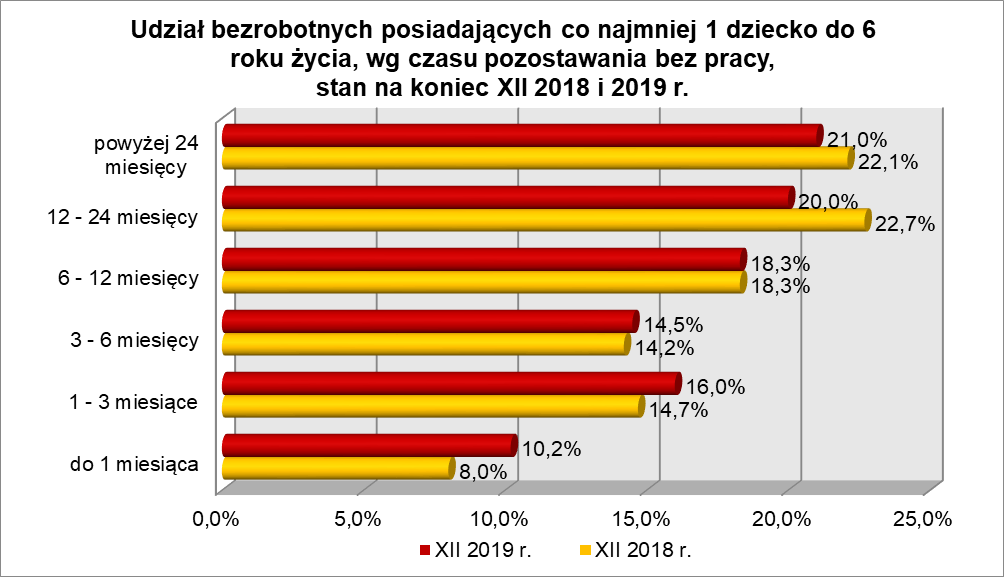 Udział bezrobotnych posiadających co najmniej 1 dziecko do 6
roku życia, wg czasu pozostawania bez pracy,
stan na koniec XII 2018 i 2019 r.
powyżej 24
miesięcy
21,0%
22,1%
12 - 24 miesięcy
20,0%
22,7%
6 - 12 miesięcy
18,3%
18,3%
3 - 6 miesięcy
14,5%
14,2%
1 - 3 miesiące
16,0%
14,7%
do 1 miesiąca
10,2%
8,0%
0,0% 5,0% 10,0% 15,0% 20,0% 25,0%
XII 2019 r. XII 2018 r.